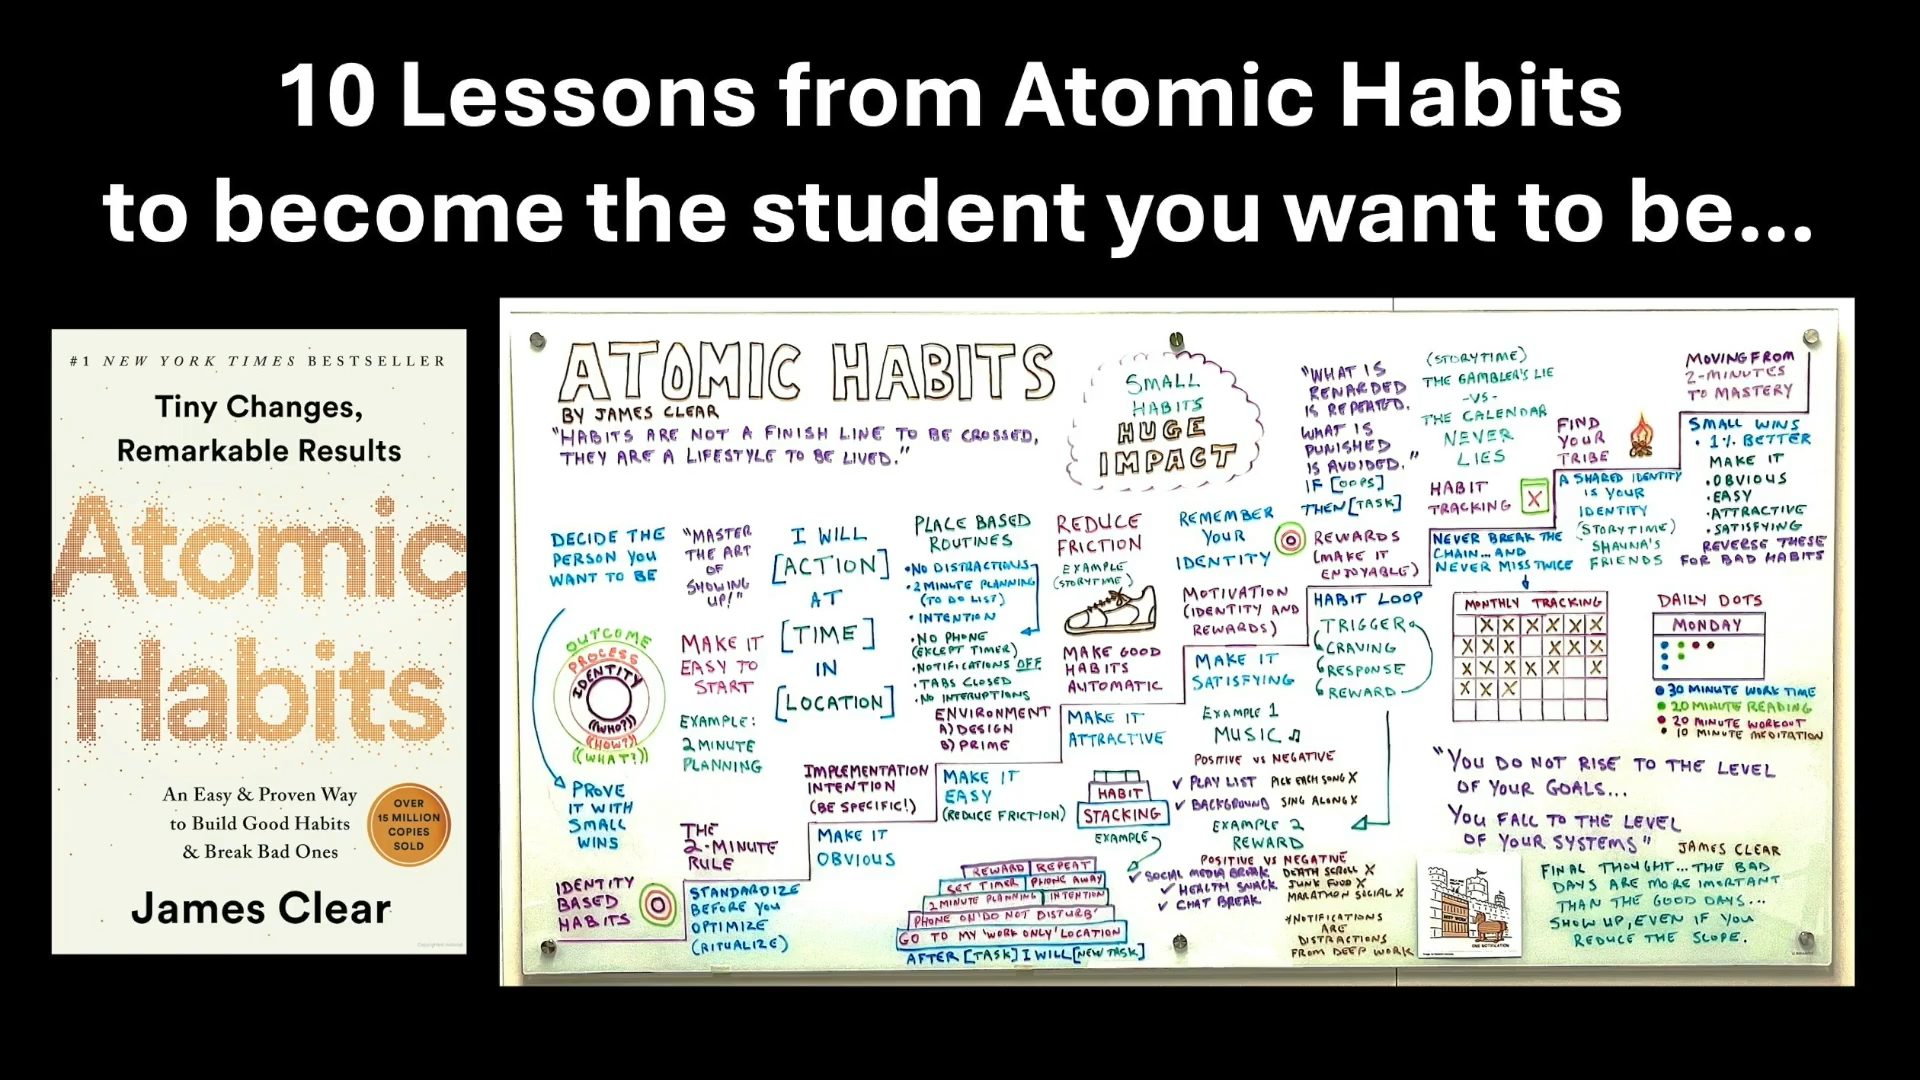 10 Lessons from Atomic Habits
to become the student you want to be...
#1 NEW YORK TIMES BESTSELLER
Tiny Changes,
Remarkable Results
Atomic
Habits
An Easy & Proven Way
to Build Good Habits
& Break Bad Ones
OVER
15 MILLION
COPIES
SOLD
James Clear
ATOMIC HABITS
BY JAMES CLEAR
"HABITS ARE NOT A FINISH LINE TO BE CROSSED,
THEY ARE A LIFESTYLE TO BE LIVED."
SMALL
HABITS
HUGE
IMPACT
DECIDE THE
PERSON YOU
WANT TO BE
OUTCOME
PROCESS
IDENTITY
((WHO?))
((HOW?))
((WHAT?))
PROVE
IT WITH
SMALL
WINS
IDENTITY
BASED
HABITS
"MASTER
THE ART
OF
SHOWING
UP!"
MAKE IT
EASY TO
START
EXAMPLE:
2 MINUTE
PLANNING
THE
2-MINUTE
RULE
STANDARDIZE
BEFORE YOU
OPTIMIZE
(RITUALIZE)
I WILL
[ACTION]
AT
[TIME]
IN
[LOCATION]
IMPLEMENTATION
INTENTION
(BE SPECIFIC!)
MAKE IT
OBVIOUS
PLACE BASED
ROUTINES
•NO DISTRACTIONS
•2 MINUTE PLANNING
(TO DO LIST)
•INTENTION
•NO PHONE
(EXCEPT TIMER)
•NOTIFICATIONS OFF
•TABS CLOSED
•NO INTERUPTIONS
ENVIRONMENT
A) DESIGN
B) PRIME
MAKE IT
EASY
(REDUCE FRICTION)
REDUCE
FRICTION
EXAMPLE
(STORYTIME)
MAKE GOOD
HABITS
AUTOMATIC
MAKE IT
ATTRACTIVE
HABIT
STACKING
EXAMPLE
REWARD REPEAT
SET TIMER PHONE AWAY
2 MINUTE PLANNING INTENTION
PHONE ON 'DO NOT DISTURB'
GO TO MY 'WORK ONLY' LOCATION
AFTER [TASK] I WILL [NEW TASK]
REMEMBER
YOUR
IDENTITY
MOTIVATION
(IDENTITY AND
REWARDS)
MAKE IT
SATISFYING
EXAMPLE 1
MUSIC
POSITIVE VS NEGATIVE
✓ PLAY LIST PICK EACH SONG X
✓ BACKGROUND SING ALONG X
EXAMPLE 2
REWARD
POSITIVE VS NEGATIVE
✓ SOCIAL MEDIA BREAK DEATH SCROLL X
✓ HEALTH SNACK JUNK FOOD X
✓ CHAT BREAK MARATHON SOCIAL X
*NOTIFICATIONS
ARE
DISTRACTIONS
FROM DEEP WORK
"WHAT IS
REWARDED
IS REPEATED.
WHAT IS
PUNISHED
IS AVOIDED."
IF [OOPS]
THEN [TASK]
REWARDS
(MAKE IT
ENJOYABLE)
HABIT LOOP
TRIGGER
CRAVING
RESPONSE
REWARD
(STORYTIME)
THE GAMBLER'S LIE
-VS-
THE CALENDAR
NEVER
LIES
HABIT
TRACKING
X
NEVER BREAK THE
CHAIN...AND
NEVER MISS TWICE
MONTHLY TRACKING
X X X X X X
X X X X X
X X X X X X
X X X
FIND
YOUR
TRIBE
A SHARED IDENTITY
IS YOUR
IDENTITY
(STORYTIME)
SHAUNA'S
FRIENDS
MOVING FROM
2-MINUTES
TO MASTERY
SMALL WINS
• 1% BETTER
MAKE IT
•OBVIOUS
•EASY
•ATTRACTIVE
•SATISFYING
REVERSE THESE
FOR BAD HABITS
DAILY DOTS
MONDAY
30 MINUTE WORK TIME
20 MINUTE READING
20 MINUTE WORKOUT
10 MINUTE MEDITATION
"YOU DO NOT RISE TO THE LEVEL
OF YOUR GOALS...
YOU FALL TO THE LEVEL
OF YOUR SYSTEMS"
JAMES CLEAR
ONE NOTIFICATION
FINAL THOUGHT...THE BAD
DAYS ARE MORE IMORTANT
THAN THE GOOD DAYS...
SHOW UP, EVEN IF YOU
REDUCE THE SCOPE.